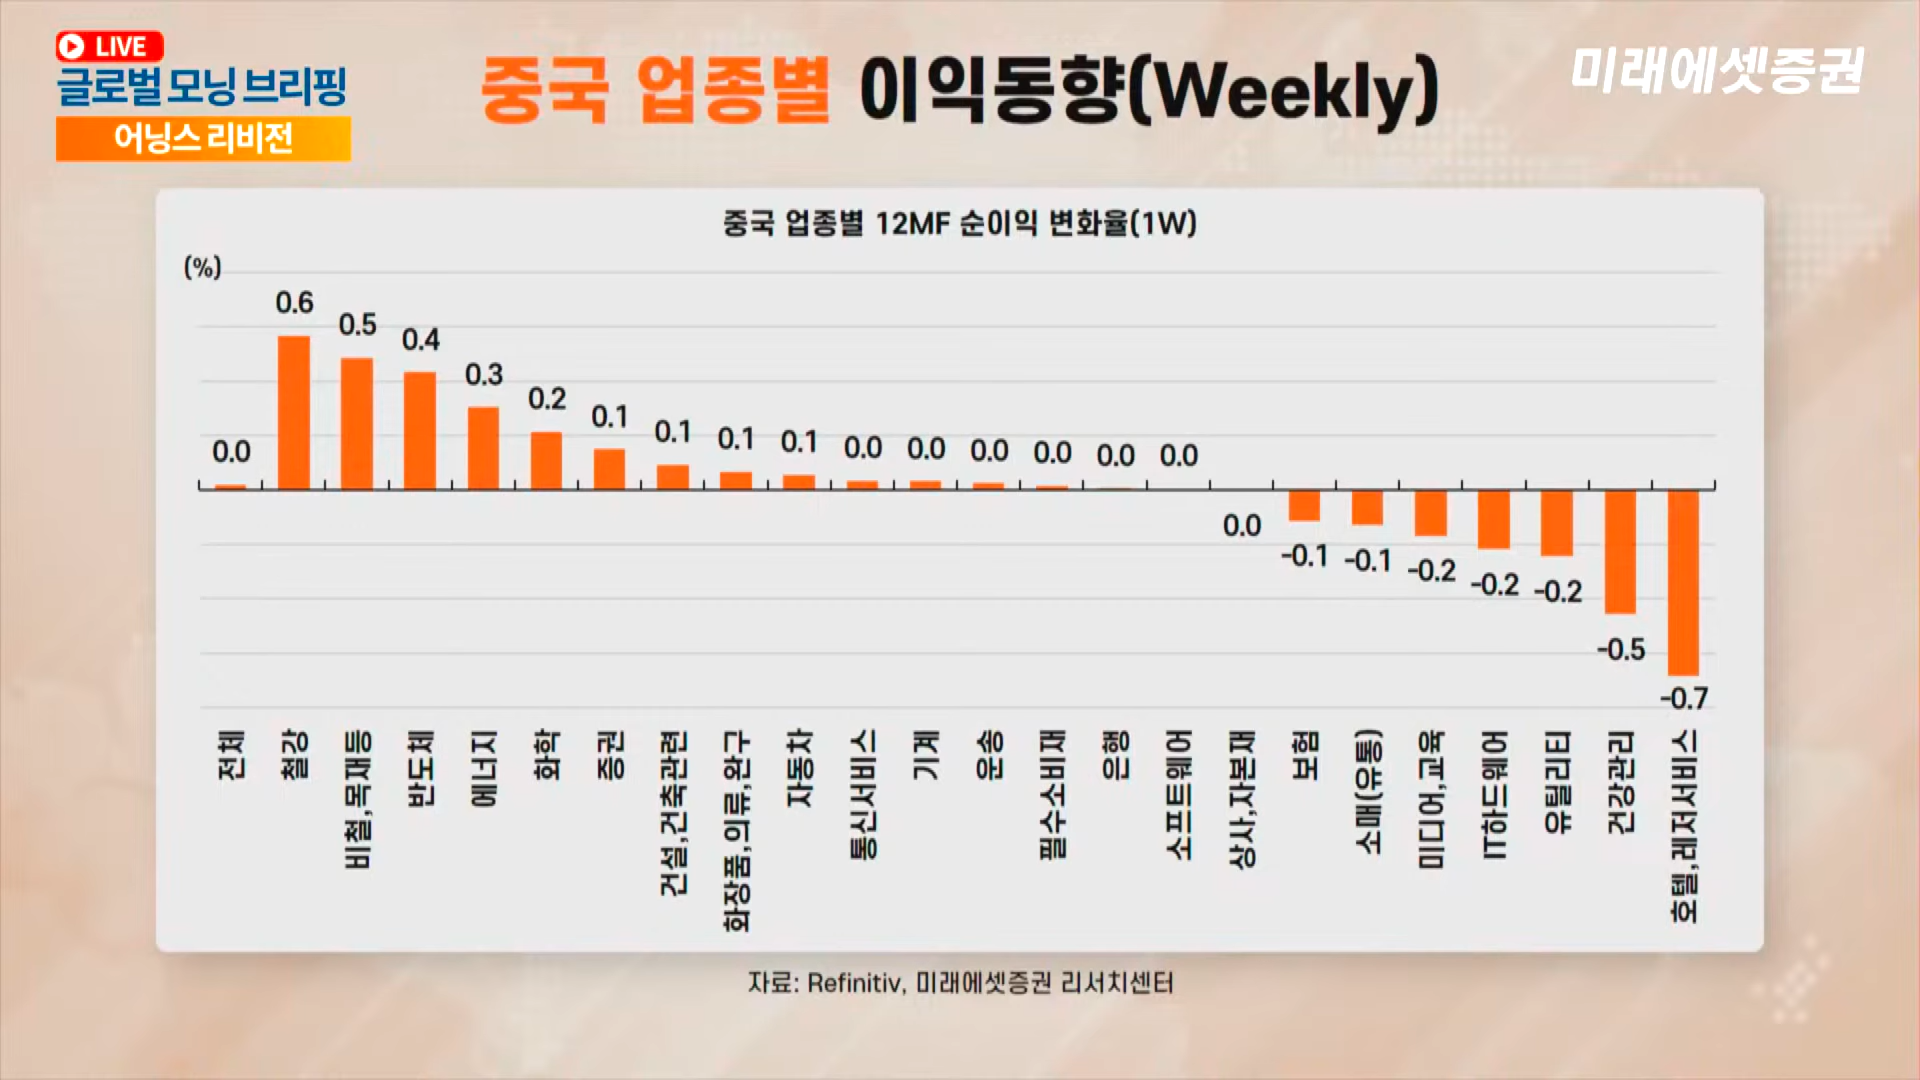 LIVE
글로벌 모닝 브리핑
어닝스 리비전
중국 업종별 이익동향(Weekly)
미래에셋증권
중국 업종별 12MF 순이익 변화율(1W)
(%)
0.0
0.6
0.5
0.4
0.3
0.2
0.1
0.1
0.1
0.1
0.0
0.0
0.0
0.0
0.0
0.0
0.0
-0.1
-0.1
-0.2
-0.2
-0.2
-0.5
-0.7
전체
철강
비철,목재등
반도체
에너지
화학
증권
건설,건축관련
화장품,의류,완구
자동차
통신서비스
기계
운송
필수소비재
은행
소프트웨어
상사,자본재
보험
소매(유통)
미디어,교육
IT하드웨어
유틸리티
건강관리
호텔,레저서비스
자료: Refinitiv, 미래에셋증권 리서치센터